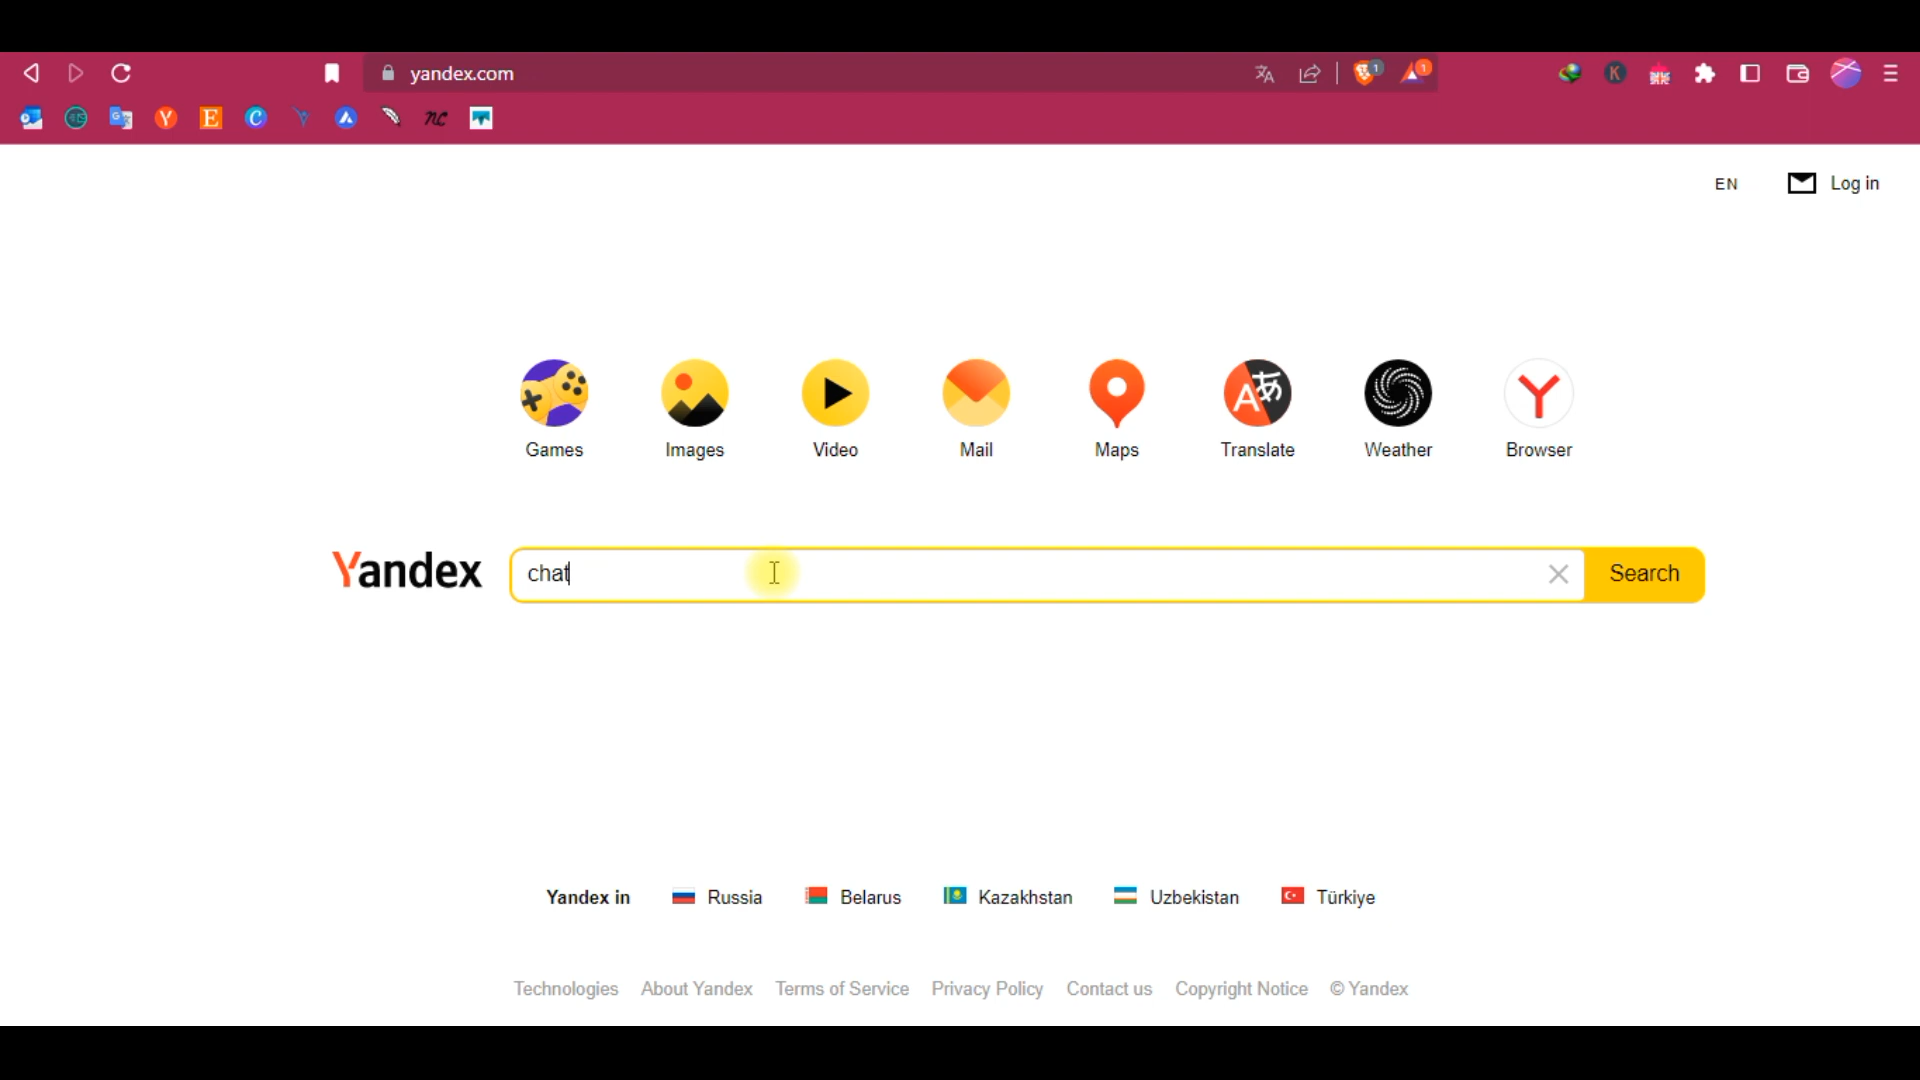 yandex.com
EN Log in
Games Images Video Mail Maps Translate Weather Browser
Yandex chat Search
Yandex in Russia Belarus Kazakhstan Uzbekistan Türkiye
Technologies About Yandex Terms of Service Privacy Policy Contact us Copyright Notice © Yandex